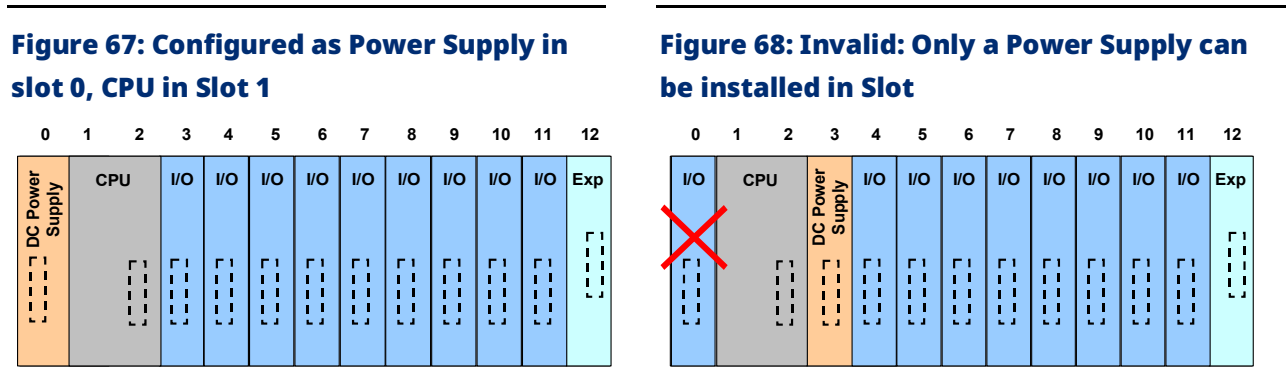 Figure 67: Configured as Power Supply in
slot 0, CPU in Slot 1
0 1 2 3 4 5 6 7 8 9 10 11 12
DC Power
Supply
CPU I/O I/O I/O I/O I/O I/O I/O I/O I/O Exp
Figure 68: Invalid: Only a Power Supply can
be installed in Slot
0 1 2 3 4 5 6 7 8 9 10 11 12
I/O CPU
DC Power
Supply
I/O I/O I/O I/O I/O I/O I/O I/O Exp